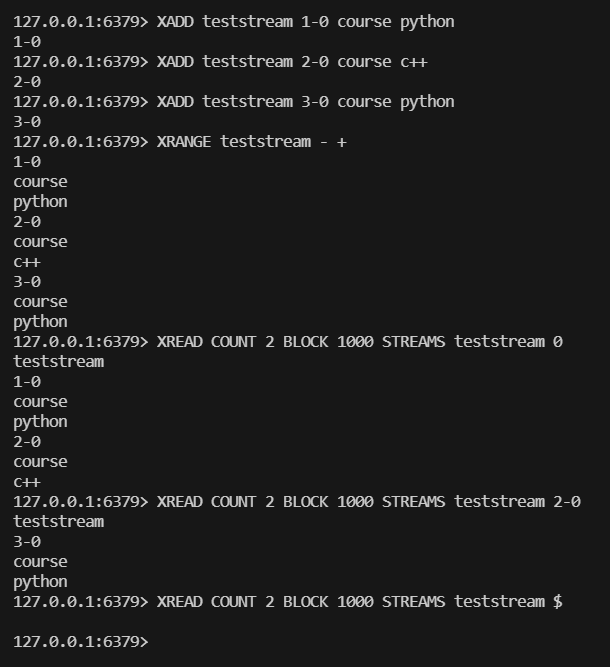 127.0.0.1:6379> XADD teststream 1-0 course python
1-0
127.0.0.1:6379> XADD teststream 2-0 course c++
2-0
127.0.0.1:6379> XADD teststream 3-0 course python
3-0
127.0.0.1:6379> XRANGE teststream - +
1-0
course
python
2-0
course
c++
3-0
course
python
127.0.0.1:6379> XREAD COUNT 2 BLOCK 1000 STREAMS teststream 0
teststream
1-0
course
python
2-0
course
c++
127.0.0.1:6379> XREAD COUNT 2 BLOCK 1000 STREAMS teststream 2-0
teststream
3-0
course
python
127.0.0.1:6379> XREAD COUNT 2 BLOCK 1000 STREAMS teststream $
127.0.0.1:6379>